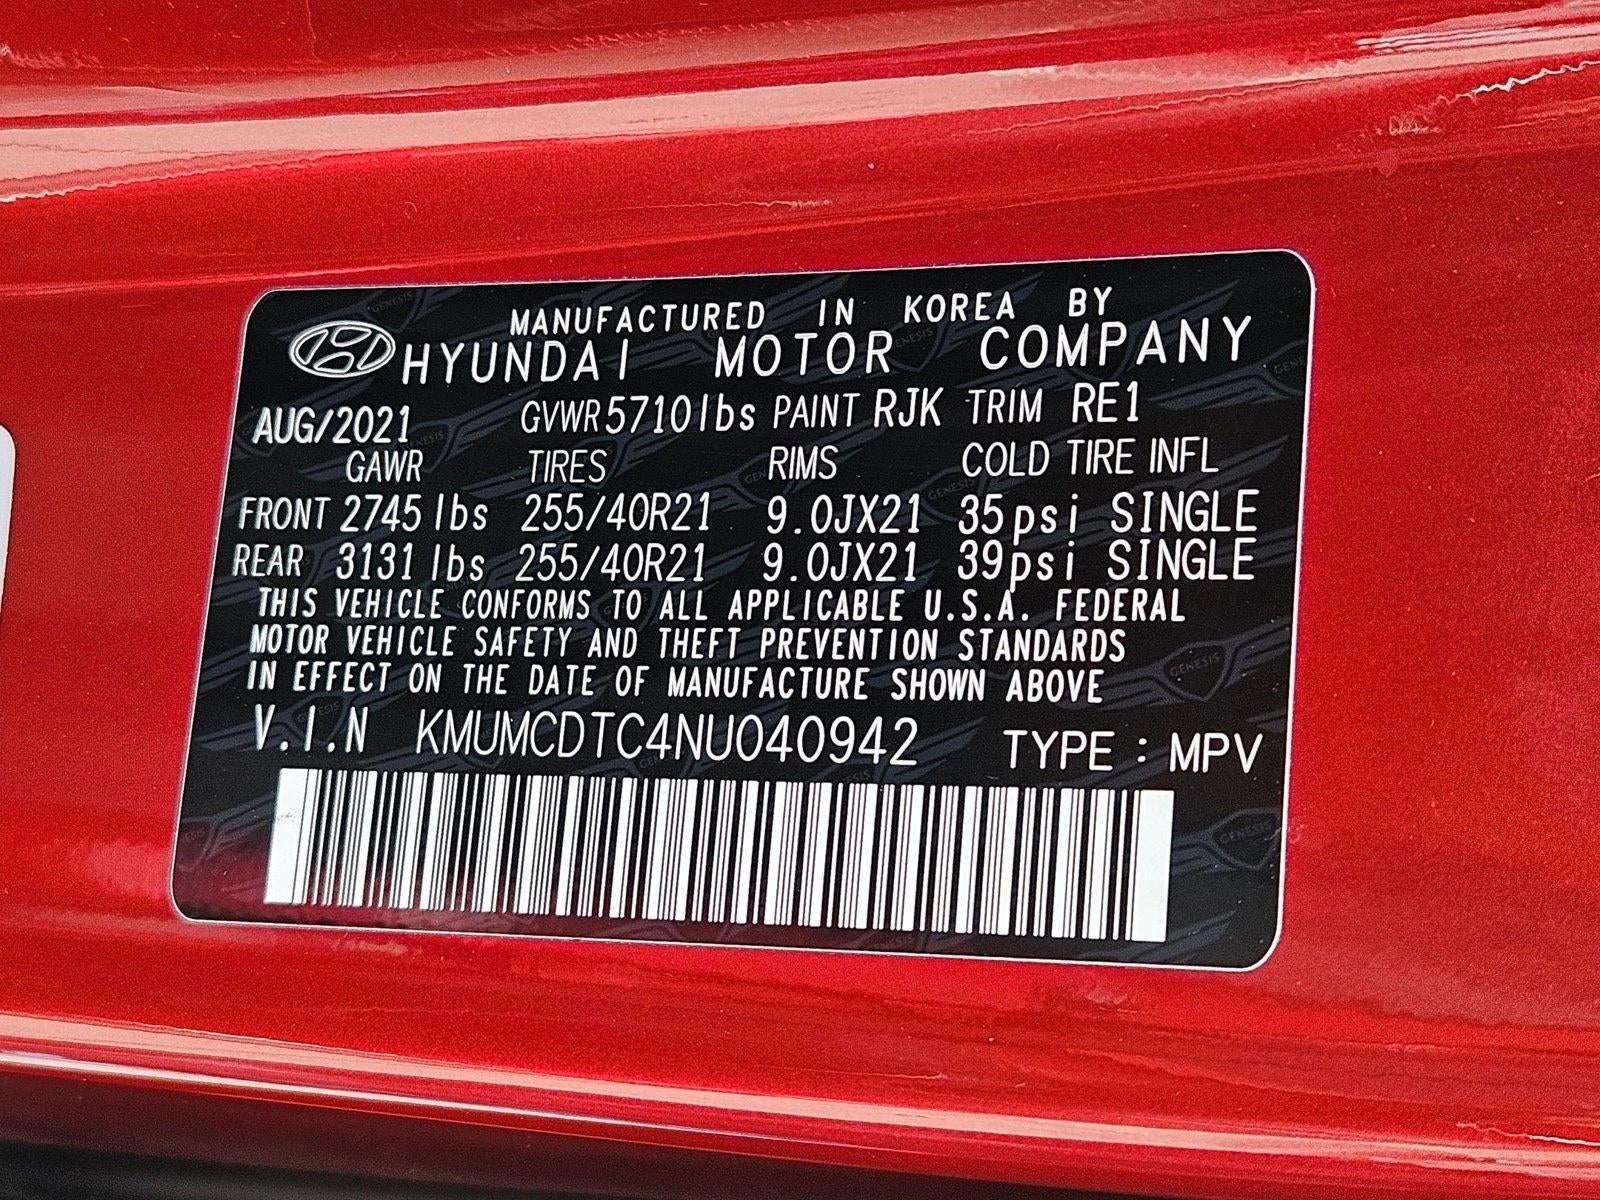 MANUFACTURED IN KOREA BY
HYUNDAI MOTOR COMPANY
AUG/2021 GVWR 5710lbs PAINT RJK TRIM RE1
GAWR TIRES RIMS COLD TIRE INFL
FRONT 2745lbs 255/40R21 9.0JX21 35psi SINGLE
REAR 3131lbs 255/40R21 9.0JX21 39psi SINGLE
THIS VEHICLE CONFORMS TO ALL APPLICABLE U.S.A. FEDERAL
MOTOR VEHICLE SAFETY AND THEFT PREVENTION STANDARDS
IN EFFECT ON THE DATE OF MANUFACTURE SHOWN ABOVE
V.I.N KMUMCDTC4NU040942 TYPE : MPV